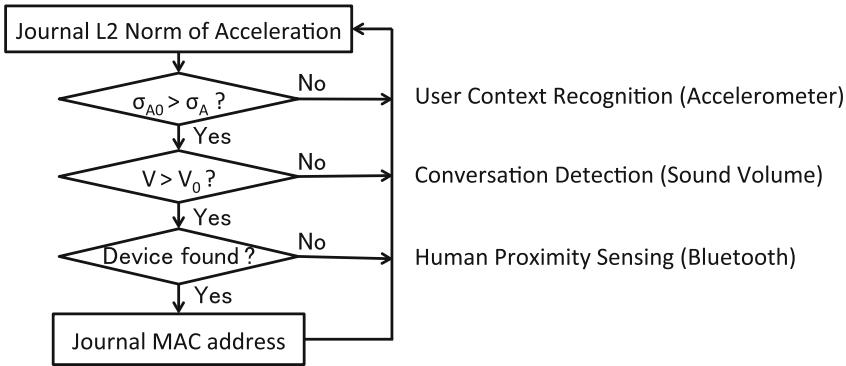 Journal L2 Norm of Acceleration
σA0 > σA ?
No
User Context Recognition (Accelerometer)
Yes
V > V0 ?
No
Conversation Detection (Sound Volume)
Yes
Device found ?
No
Human Proximity Sensing (Bluetooth)
Yes
Journal MAC address